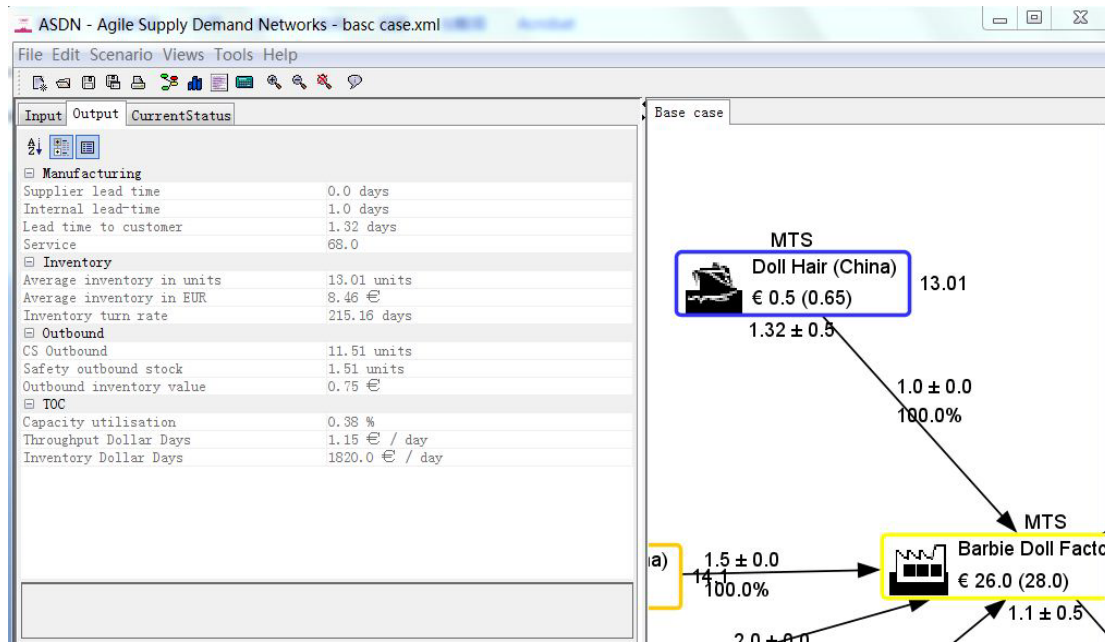 ASDN - Agile Supply Demand Networks - basc case.xml
File Edit Scenario Views Tools Help
Input Output CurrentStatus
Manufacturing
Supplier lead time 0.0 days
Internal lead-time 1.0 days
Lead time to customer 1.32 days
Service 68.0
Inventory
Average inventory in units 13.01 units
Average inventory in EUR 8.46 €
Inventory turn rate 215.16 days
Outbound
CS Outbound 11.51 units
Safety outbound stock 1.51 units
Outbound inventory value 0.75 €
TOC
Capacity utilisation 0.38 %
Throughput Dollar Days 1.15 € / day
Inventory Dollar Days 1820.0 € / day
Base case
MTS
Doll Hair (China)
€ 0.5 (0.65)
13.01
1.32 ± 0.5
1.0 ± 0.0
100.0%
MTS
Barbie Doll Facto
€ 26.0 (28.0)
1.1 ± 0.5
a)
1.5 ± 0.0
14.1
100.0%
2.0 ± 0.0